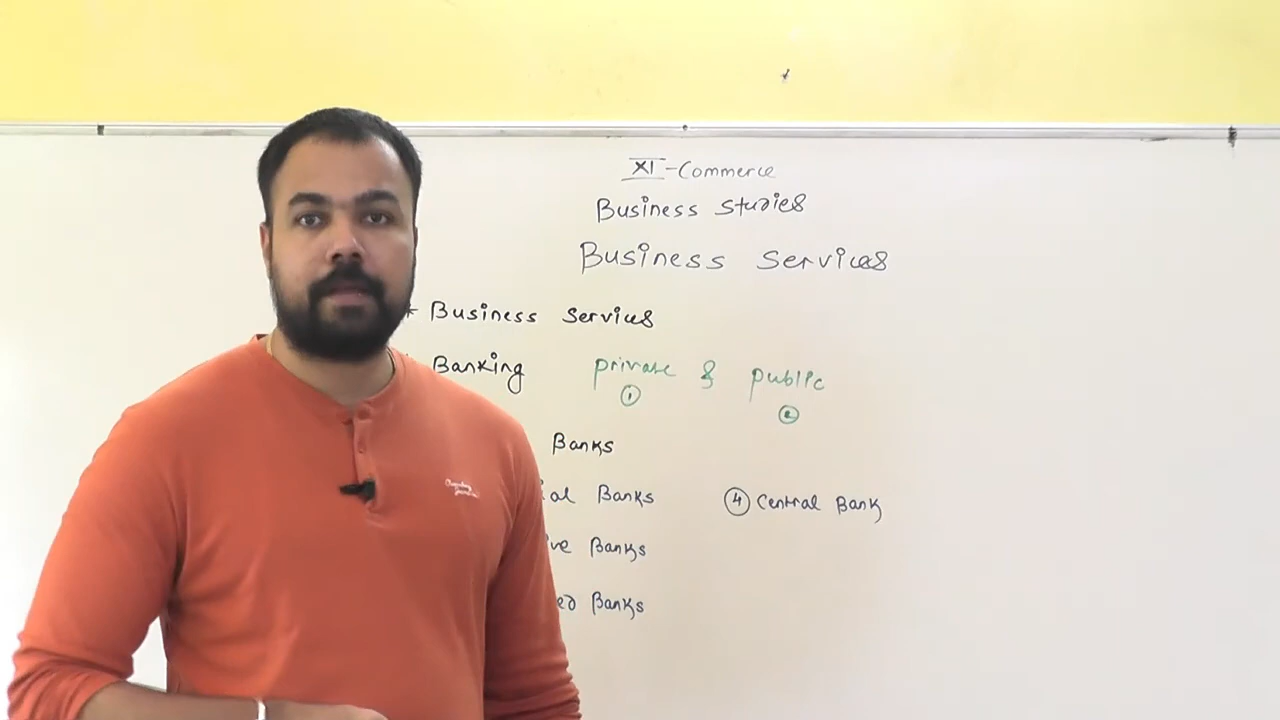 XI-Commerce
Business Studies
Business Services
* Business Services
Banking private & public
① ②
Banks
ial Banks ④ Central Bank
ive Banks
ed Banks